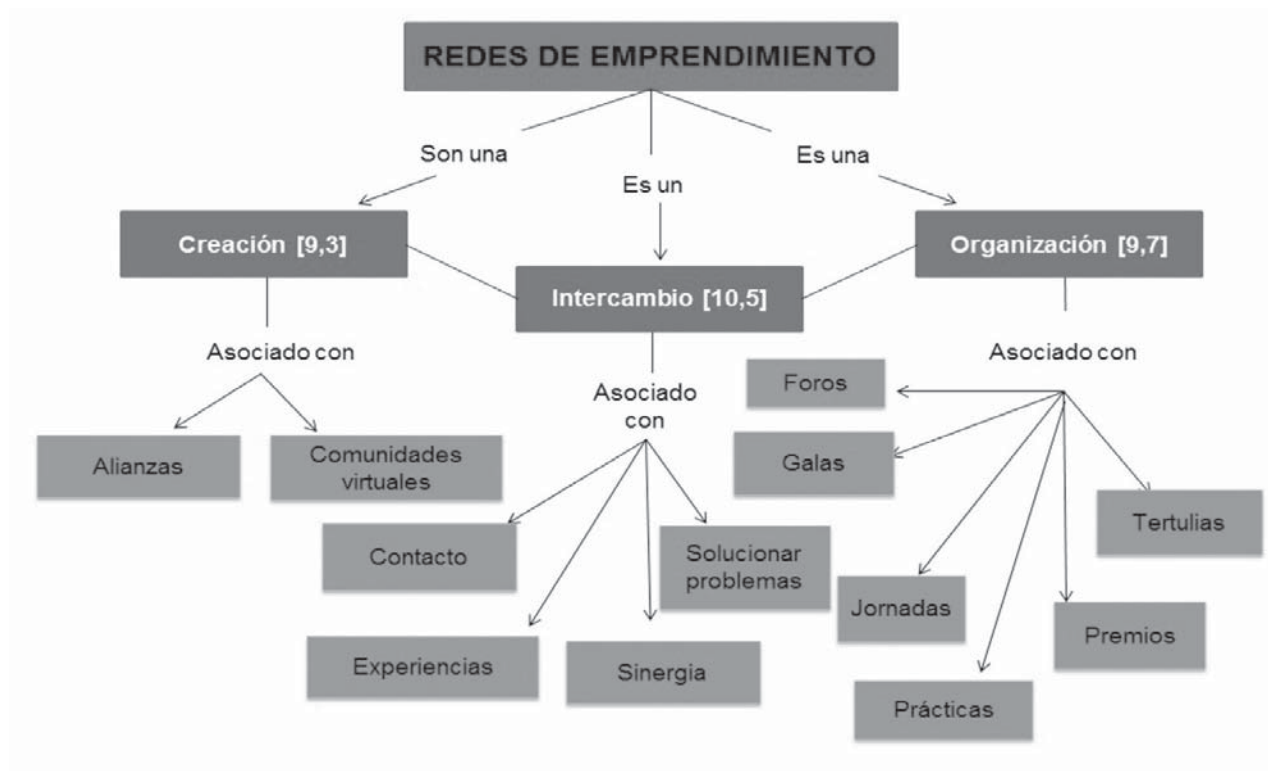 REDES DE EMPRENDIMIENTO
Son una
Es un
Es una
Creación [9,3]
Intercambio [10,5]
Organización [9,7]
Asociado con
Alianzas
Comunidades
virtuales
Asociado
con
Contacto
Experiencias
Sinergia
Solucionar
problemas
Asociado con
Foros
Galas
Jornadas
Prácticas
Premios
Tertulias